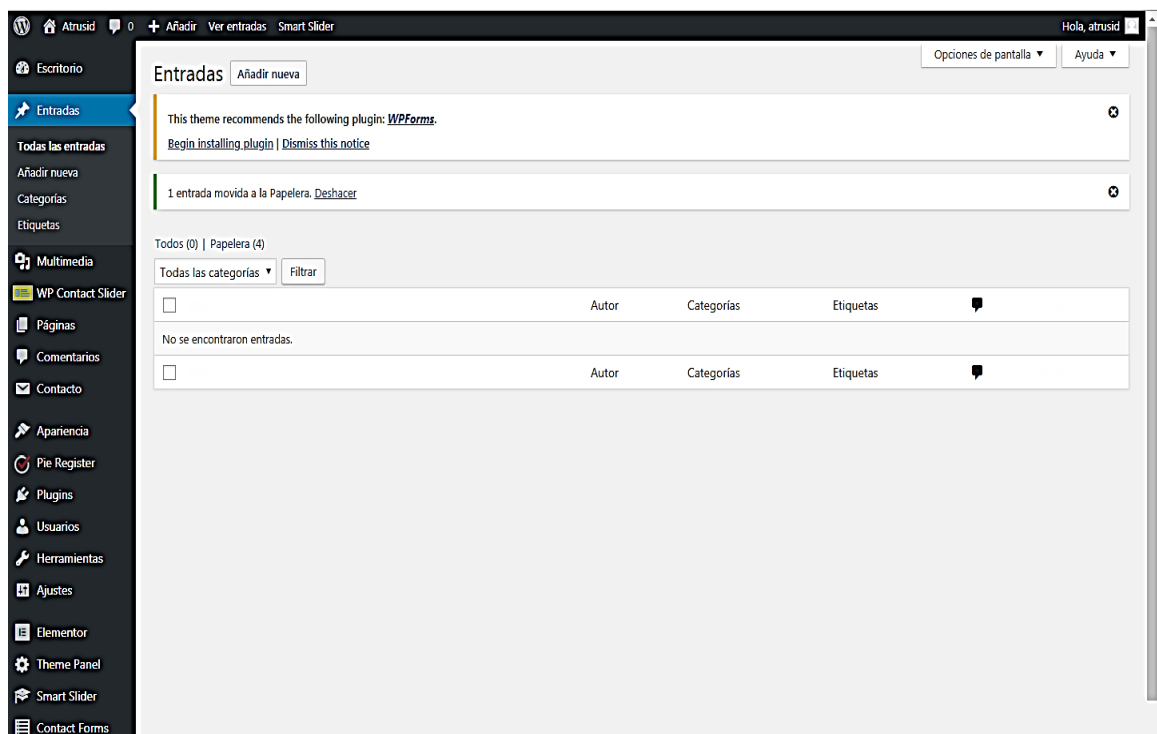 Atrusid 0 Añadir Ver entradas Smart Slider Hola, atrusid
Opciones de pantalla ▼ Ayuda ▼
Escritorio
Entradas
Todas las entradas
Añadir nueva
Categorías
Etiquetas
Multimedia
WP Contact Slider
Páginas
Comentarios
Contacto
Apariencia
Pie Register
Plugins
Usuarios
Herramientas
Ajustes
Elementor
Theme Panel
Smart Slider
Contact Forms
Entradas Añadir nueva
This theme recommends the following plugin: WPForms.
Begin installing plugin | Dismiss this notice
1 entrada movida a la Papelera. Deshacer
Todos (0) | Papelera (4)
Todas las categorías ▼ Filtrar
Autor Categorías Etiquetas
No se encontraron entradas.
Autor Categorías Etiquetas